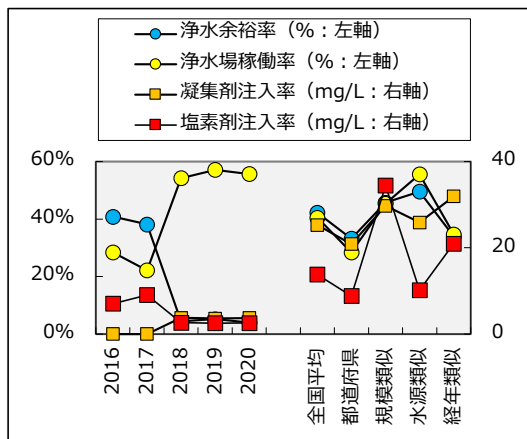 浄水余裕率（%：左軸）
浄水場稼働率（%：左軸）
凝集剤注入率（mg/L：右軸）
塩素剤注入率（mg/L：右軸）
60%
40%
20%
0%
40
20
0
2016
2017
2018
2019
2020
全国平均
都道府県
規模類似
水源類似
経年類似